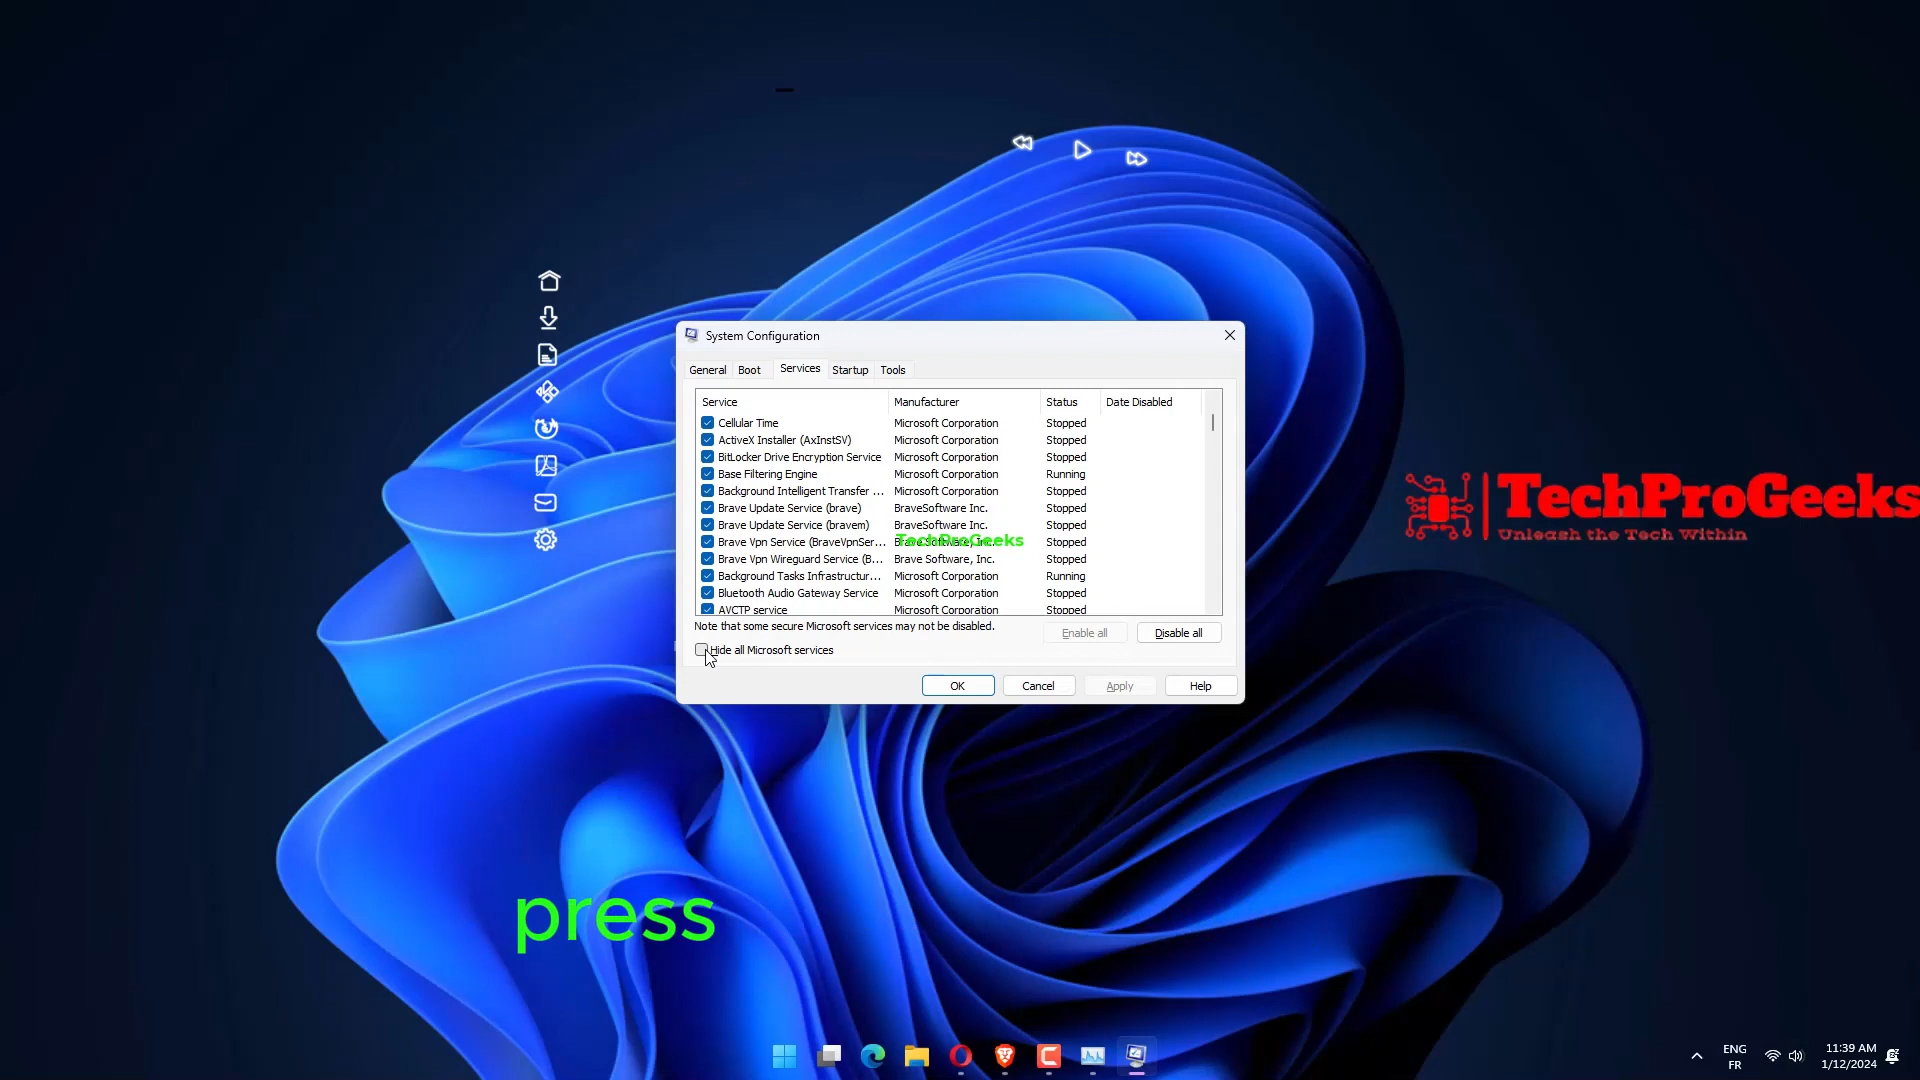 System Configuration
General Boot Services Startup Tools
Service Manufacturer Status Date Disabled
Cellular Time Microsoft Corporation Stopped
ActiveX Installer (AxInstSV) Microsoft Corporation Stopped
BitLocker Drive Encryption Service Microsoft Corporation Stopped
Base Filtering Engine Microsoft Corporation Running
Background Intelligent Transfer ... Microsoft Corporation Stopped
Brave Update Service (brave) BraveSoftware Inc. Stopped
Brave Update Service (bravem) BraveSoftware Inc. Stopped
Brave Vpn Service (BraveVpnSer... Brave Software, Inc. Stopped
TechProGeeks
Brave Vpn Wireguard Service (B... Brave Software, Inc. Stopped
Background Tasks Infrastructur... Microsoft Corporation Running
Bluetooth Audio Gateway Service Microsoft Corporation Stopped
AVCTP service Microsoft Corporation Stopped
Note that some secure Microsoft services may not be disabled.
Enable all Disable all
Hide all Microsoft services
OK Cancel Apply Help
TechProGeeks
Unleash the Tech Within
press
ENG
FR
11:39 AM
1/12/2024